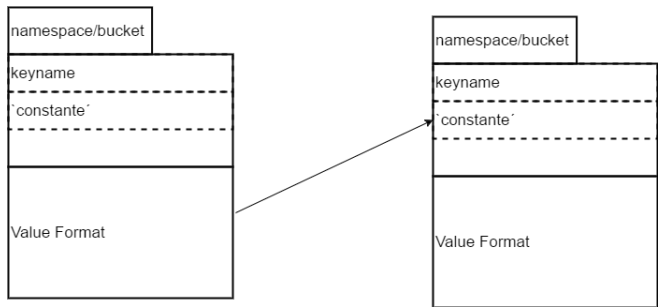 namespace/bucket
keyname
`constante´
Value Format
namespace/bucket
keyname
`constante´
Value Format